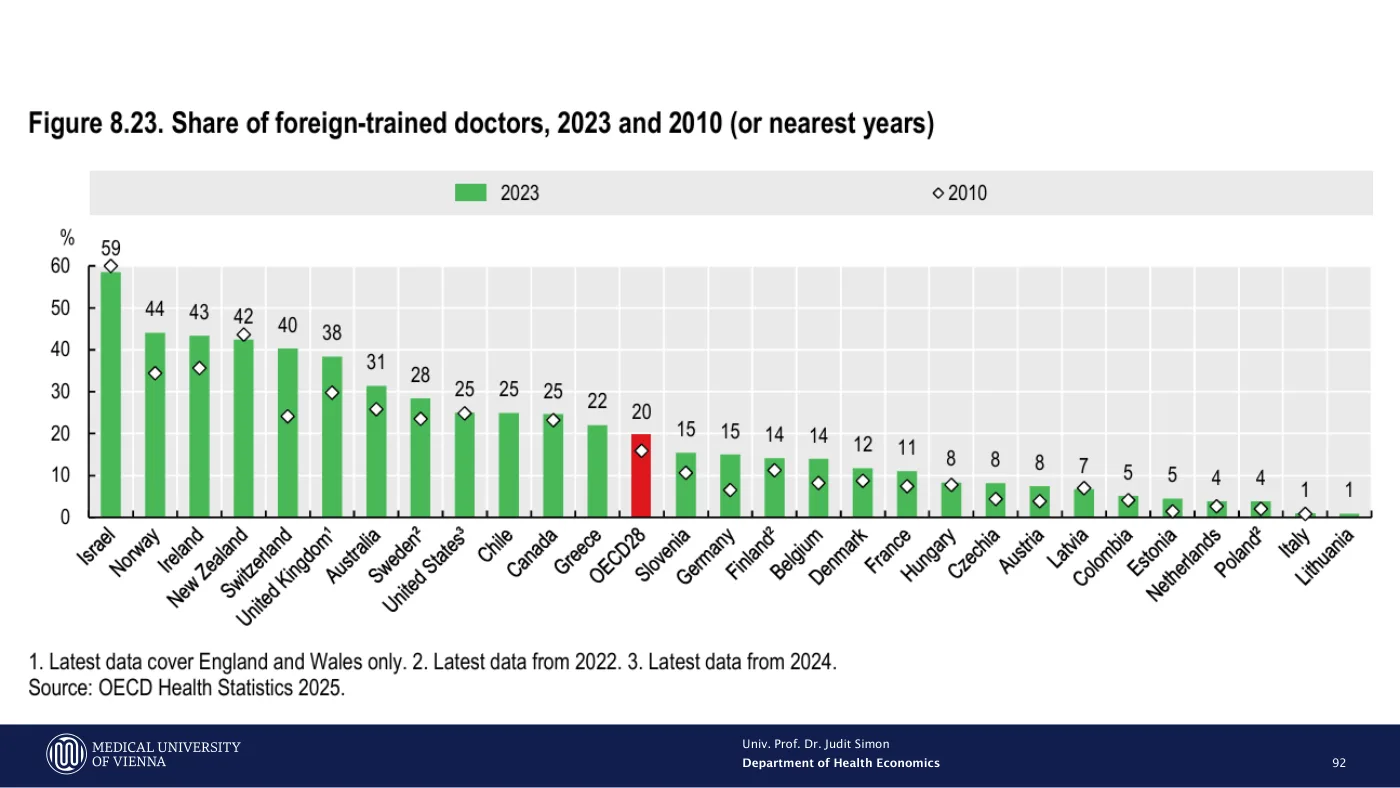 Figure 8.23. Share of foreign-trained doctors, 2023 and 2010 (or nearest years)
2023
2010
%
60
50
40
30
20
10
0
59
44
43
42
40
38
31
28
25
25
25
22
20
15
15
14
14
12
11
8
8
8
7
5
5
4
4
1
1
Israel
Norway
Ireland
New Zealand
Switzerland
United Kingdom¹
Australia
Sweden²
United States³
Chile
Canada
Greece
OECD28
Slovenia
Germany
Finland²
Belgium
Denmark
France
Hungary
Czechia
Austria
Latvia
Colombia
Estonia
Netherlands
Poland²
Italy
Lithuania
1. Latest data cover England and Wales only. 2. Latest data from 2022. 3. Latest data from 2024.
Source: OECD Health Statistics 2025.
MEDICAL UNIVERSITY
OF VIENNA
Univ. Prof. Dr. Judit Simon
Department of Health Economics
92